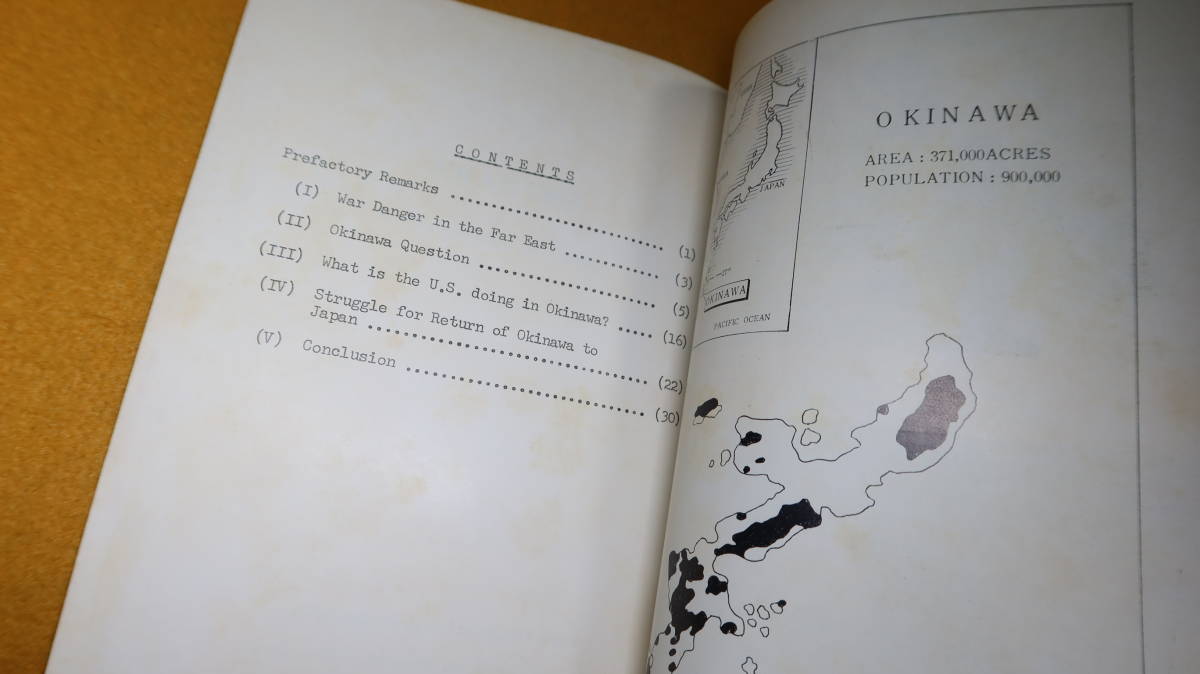 CONTENTS
Prefactory Remarks .............................. (1)
(I) War Danger in the Far East ............ (3)
(II) Okinawa Question ...................... (5)
(III) What is the U.S. doing in Okinawa? ..... (16)
(IV) Struggle for Return of Okinawa to
Japan .................................. (22)
(V) Conclusion .............................. (30)
OKINAWA
AREA : 371,000ACRES
POPULATION : 900,000
JAPAN
OKINAWA
PACIFIC OCEAN